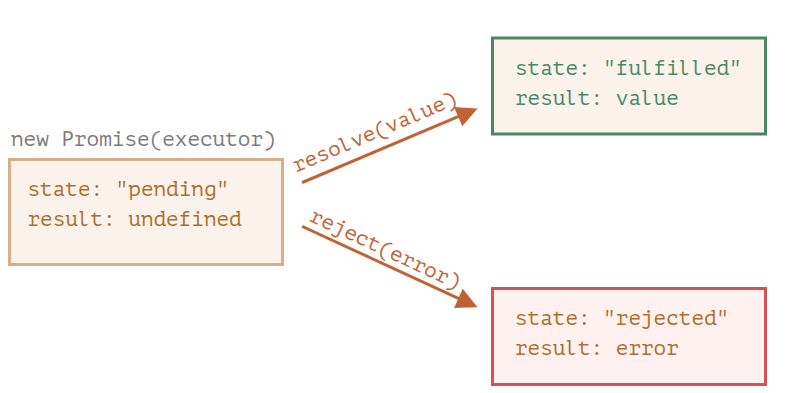 new Promise(executor)
state: "pending"
result: undefined
resolve(value)
reject(error)
state: "fulfilled"
result: value
state: "rejected"
result: error